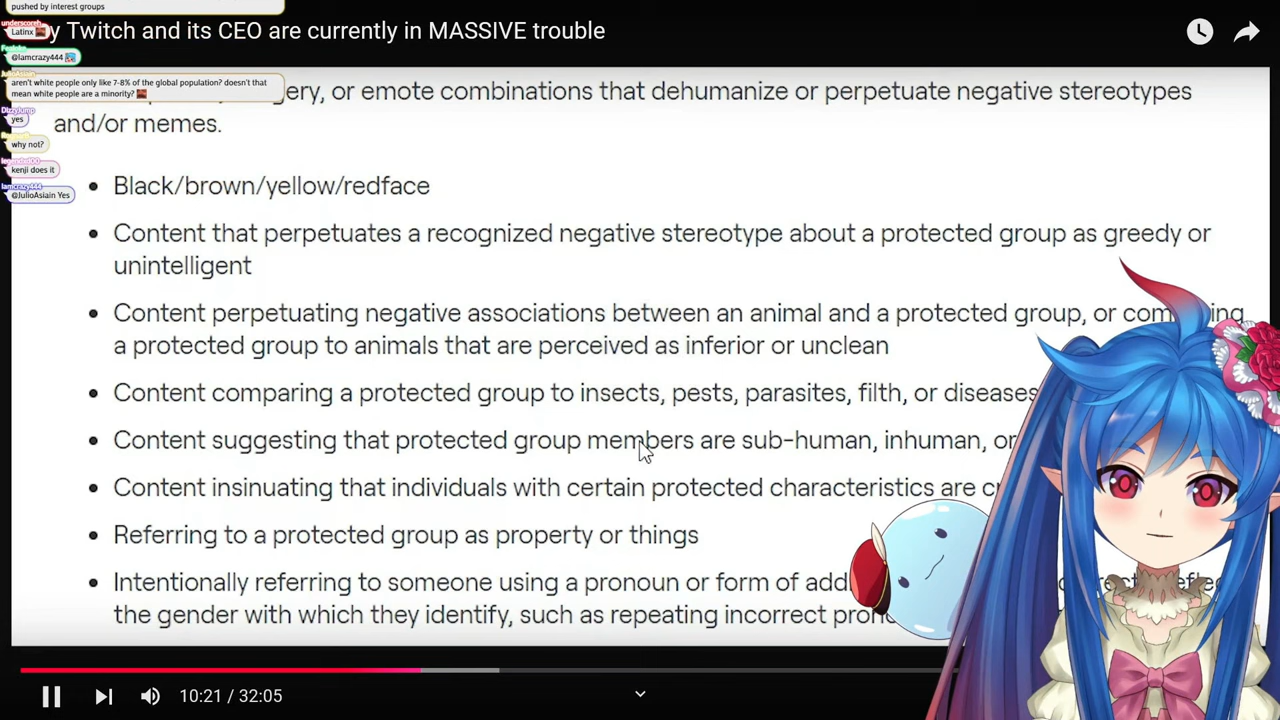 pushed by interest groups
underscoreh
Latinx
y Twitch and its CEO are currently in MASSIVE trouble
@Iamcrazy444
JulioAsiain
aren't white people only like 7-8% of the global population? doesn't that
mean white people are a minority?
DizzyJump
yes
why not?
kenji does it
Iamcrazy444
@JulioAsiain Yes
ery, or emote combinations that dehumanize or perpetuate negative stereotypes
and/or memes.
Black/brown/yellow/redface
Content that perpetuates a recognized negative stereotype about a protected group as greedy or
unintelligent
Content perpetuating negative associations between an animal and a protected group, or com ing
a protected group to animals that are perceived as inferior or unclean
Content comparing a protected group to insects, pests, parasites, filth, or diseases
Content suggesting that protected group members are sub-human, inhuman, or
Content insinuating that individuals with certain protected characteristics are
Referring to a protected group as property or things
Intentionally referring to someone using a pronoun or form of add
the gender with which they identify, such as repeating incorrect pron
10:21 / 32:05